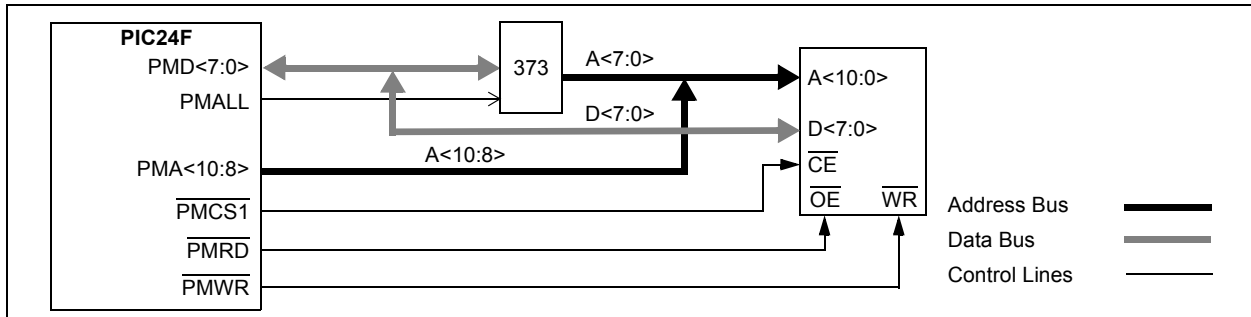 PIC24F
PMD<7:0>
PMALL
PMA<10:8>
PMCS1
PMRD
PMWR
373
A<7:0>
D<7:0>
A<10:8>
A<10:0>
D<7:0>
CE
OE WR
Address Bus
Data Bus
Control Lines